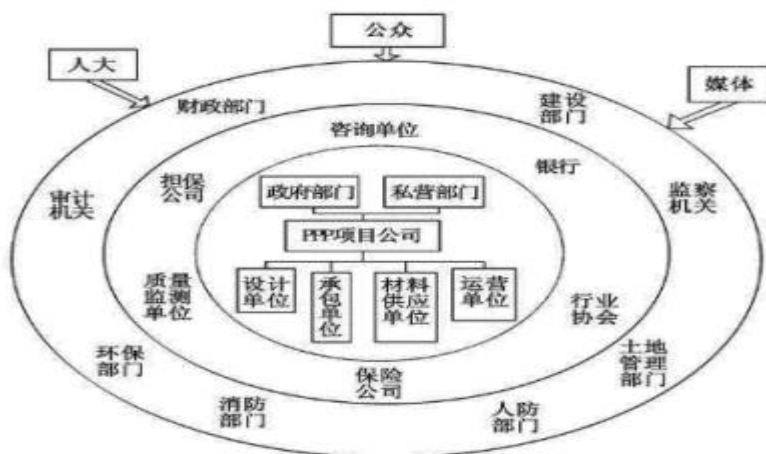 公众
人大
媒体
财政部门
建设
部门
咨询单位
担保
公司
银行
审计
机关
监察
机关
政府部门
私营部门
PPP项目公司
设计
单位
承
包
单
位
材料
供应
单位
运营
单位
质量
监测
单位
行业
协会
环保
部门
土地
管理
部门
保险
公司
消防
部门
人防
部门